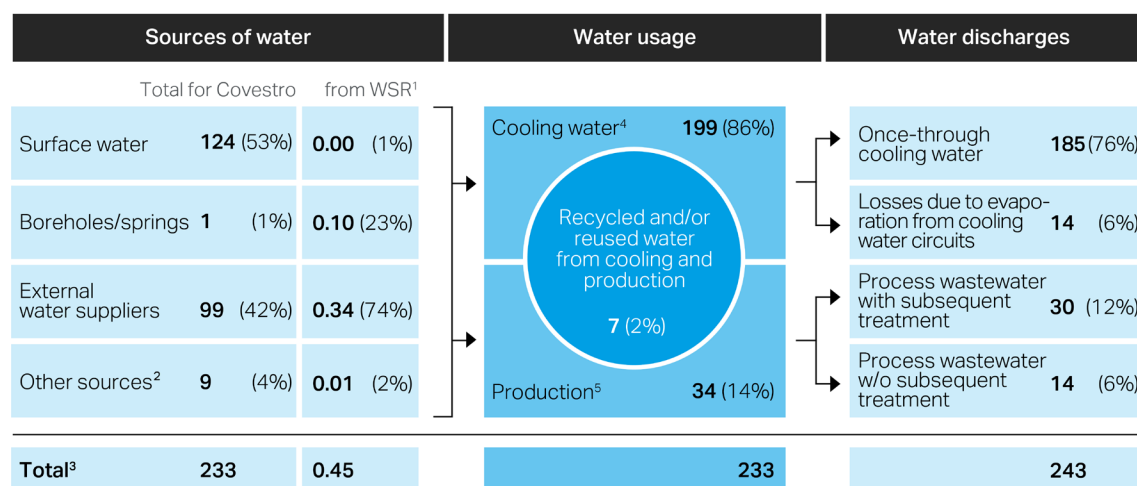 Sources of water
Water usage
Water discharges
Total for Covestro from WSR¹
Surface water 124 (53%) 0.00 (1%)
Boreholes/springs 1 (1%) 0.10 (23%)
External
water suppliers 99 (42%) 0.34 (74%)
Other sources² 9 (4%) 0.01 (2%)
Total³ 233 0.45
Cooling water⁴ 199 (86%)
Recycled and/or
reused water
from cooling and
production
7 (2%)
Production⁵ 34 (14%)
233
Once-through
cooling water 185 (76%)
Losses due to evapo-
ration from cooling
water circuits 14 (6%)
Process wastewater
with subsequent
treatment 30 (12%)
Process wastewater
w/o subsequent
treatment 14 (6%)
243